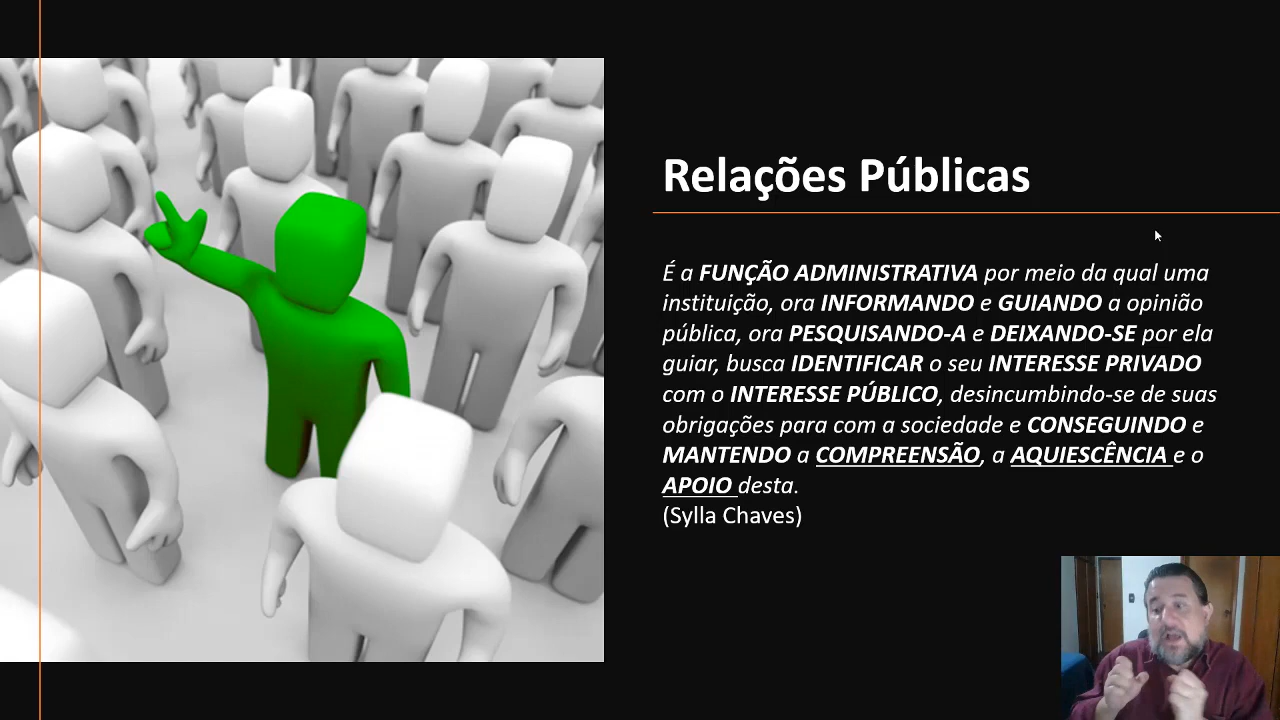 Relações Públicas
É a FUNÇÃO ADMINISTRATIVA por meio da qual uma
instituição, ora INFORMANDO e GUIANDO a opinião
pública, ora PESQUISANDO-A e DEIXANDO-SE por ela
guiar, busca IDENTIFICAR o seu INTERESSE PRIVADO
com o INTERESSE PÚBLICO, desincumbindo-se de suas
obrigações para com a sociedade e CONSEGUINDO e
MANTENDO a COMPREENSÃO, a AQUIESCÊNCIA e o
APOIO desta.
(Sylla Chaves)